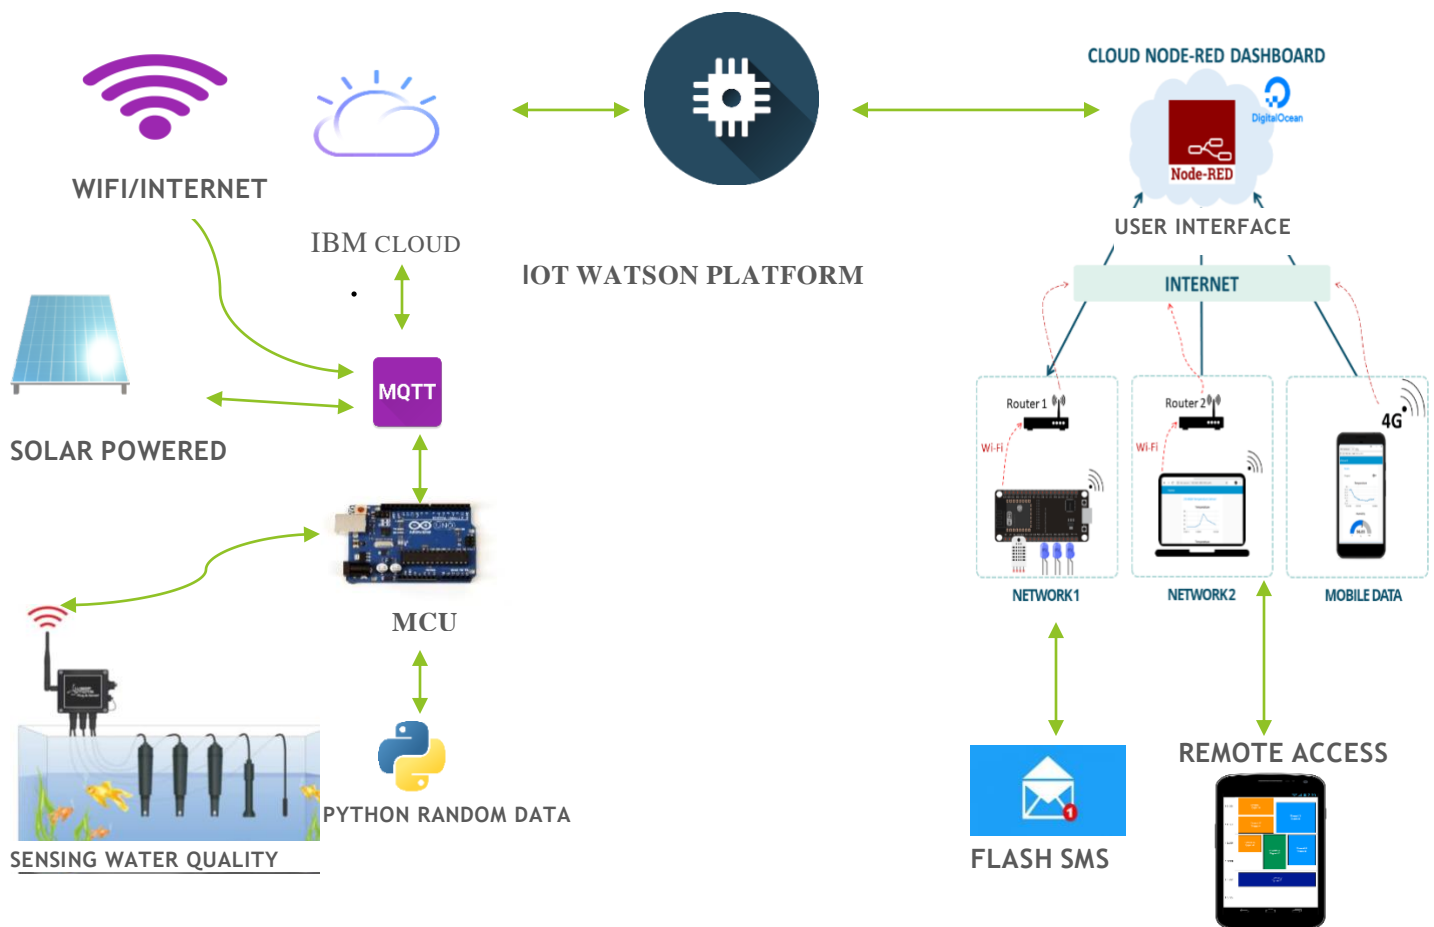 CLOUD NODE-RED DASHBOARD
DigitalOcean
Node-RED
WIFI/INTERNET
USER INTERFACE
IBM CLOUD
IOT WATSON PLATFORM
INTERNET
MQTT
SOLAR POWERED
Router 1
Router 2
4G
Wi-Fi
Wi-Fi
UNO
MCU
NETWORK1
NETWORK2
MOBILE DATA
PYTHON RANDOM DATA
SENSING WATER QUALITY
1
FLASH SMS
REMOTE ACCESS